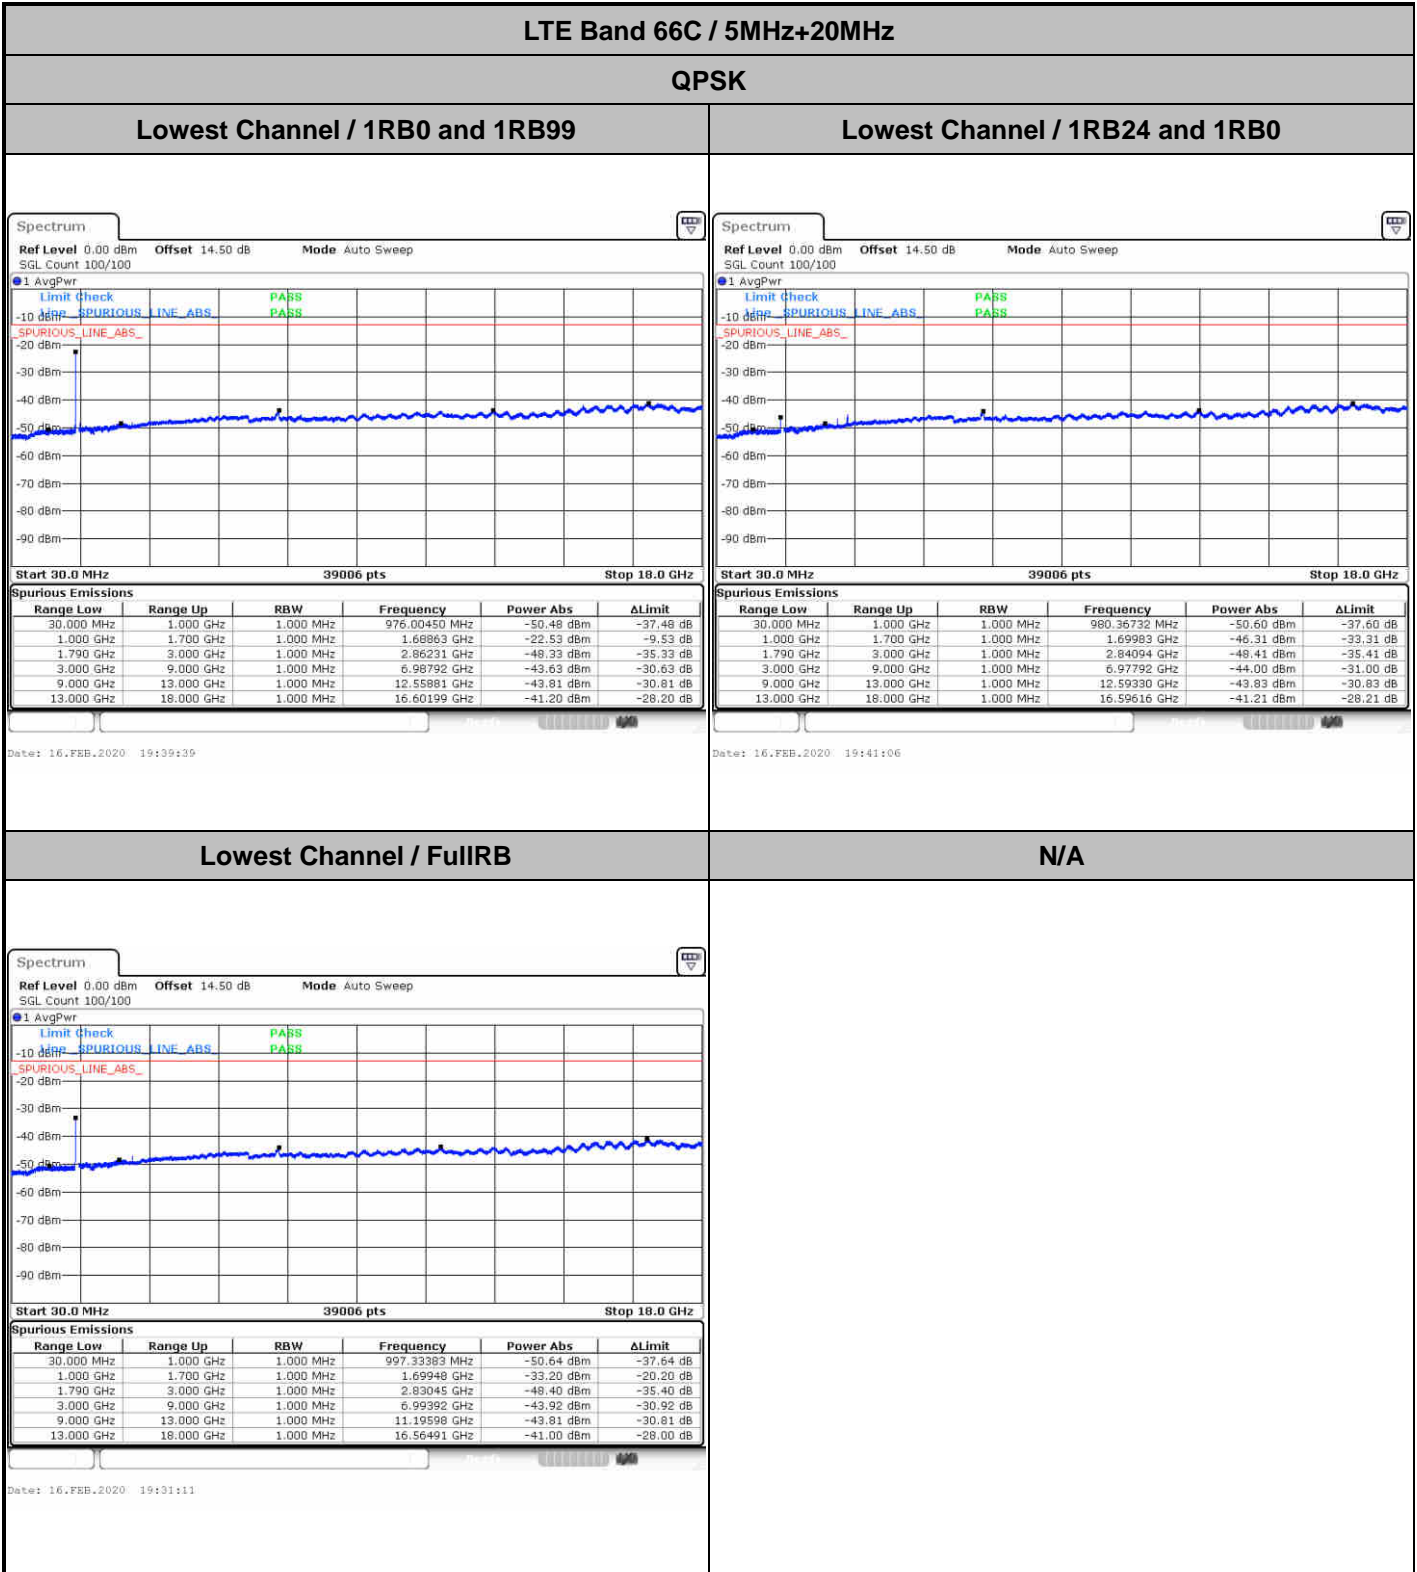 LTE Band 66C / 5MHz+20MHz
QPSK
Lowest Channel / 1RB0 and 1RB99
Lowest Channel / 1RB24 and 1RB0
Spectrum
Ref Level 0.00 dBm Offset 14.50 dB Mode Auto Sweep
SGL Count 100/100
1 AvgPwr
Limit Check PASS
Line _SPURIOUS_LINE_ABS_ PASS
-10 dBm
_SPURIOUS_LINE_ABS_
-20 dBm
-30 dBm
-40 dBm
-50 dBm
-60 dBm
-70 dBm
-80 dBm
-90 dBm
Start 30.0 MHz 39006 pts Stop 18.0 GHz
Spurious Emissions
Range Low Range Up RBW Frequency Power Abs ΔLimit
30.000 MHz 1.000 GHz 1.000 MHz 976.00450 MHz -50.48 dBm -37.48 dB
1.000 GHz 1.700 GHz 1.000 MHz 1.68863 GHz -22.53 dBm -9.53 dB
1.790 GHz 3.000 GHz 1.000 MHz 2.86231 GHz -48.33 dBm -35.33 dB
3.000 GHz 9.000 GHz 1.000 MHz 6.98792 GHz -43.63 dBm -30.63 dB
9.000 GHz 13.000 GHz 1.000 MHz 12.55881 GHz -43.81 dBm -30.81 dB
13.000 GHz 18.000 GHz 1.000 MHz 16.60199 GHz -41.20 dBm -28.20 dB
Date: 16.FEB.2020 19:39:39
Spectrum
Ref Level 0.00 dBm Offset 14.50 dB Mode Auto Sweep
SGL Count 100/100
1 AvgPwr
Limit Check PASS
Line _SPURIOUS_LINE_ABS_ PASS
-10 dBm
_SPURIOUS_LINE_ABS_
-20 dBm
-30 dBm
-40 dBm
-50 dBm
-60 dBm
-70 dBm
-80 dBm
-90 dBm
Start 30.0 MHz 39006 pts Stop 18.0 GHz
Spurious Emissions
Range Low Range Up RBW Frequency Power Abs ΔLimit
30.000 MHz 1.000 GHz 1.000 MHz 980.36732 MHz -50.60 dBm -37.60 dB
1.000 GHz 1.700 GHz 1.000 MHz 1.69983 GHz -46.31 dBm -33.31 dB
1.790 GHz 3.000 GHz 1.000 MHz 2.84094 GHz -48.41 dBm -35.41 dB
3.000 GHz 9.000 GHz 1.000 MHz 6.97792 GHz -44.00 dBm -31.00 dB
9.000 GHz 13.000 GHz 1.000 MHz 12.59330 GHz -43.83 dBm -30.83 dB
13.000 GHz 18.000 GHz 1.000 MHz 16.59616 GHz -41.21 dBm -28.21 dB
Date: 16.FEB.2020 19:41:06
Lowest Channel / FullRB
N/A
Spectrum
Ref Level 0.00 dBm Offset 14.50 dB Mode Auto Sweep
SGL Count 100/100
1 AvgPwr
Limit Check PASS
Line _SPURIOUS_LINE_ABS_ PASS
-10 dBm
_SPURIOUS_LINE_ABS_
-20 dBm
-30 dBm
-40 dBm
-50 dBm
-60 dBm
-70 dBm
-80 dBm
-90 dBm
Start 30.0 MHz 39006 pts Stop 18.0 GHz
Spurious Emissions
Range Low Range Up RBW Frequency Power Abs ΔLimit
30.000 MHz 1.000 GHz 1.000 MHz 997.33383 MHz -50.64 dBm -37.64 dB
1.000 GHz 1.700 GHz 1.000 MHz 1.69948 GHz -33.20 dBm -20.20 dB
1.790 GHz 3.000 GHz 1.000 MHz 2.83045 GHz -48.40 dBm -35.40 dB
3.000 GHz 9.000 GHz 1.000 MHz 6.99392 GHz -43.92 dBm -30.92 dB
9.000 GHz 13.000 GHz 1.000 MHz 11.19598 GHz -43.81 dBm -30.81 dB
13.000 GHz 18.000 GHz 1.000 MHz 16.56491 GHz -41.00 dBm -28.00 dB
Date: 16.FEB.2020 19:31:11